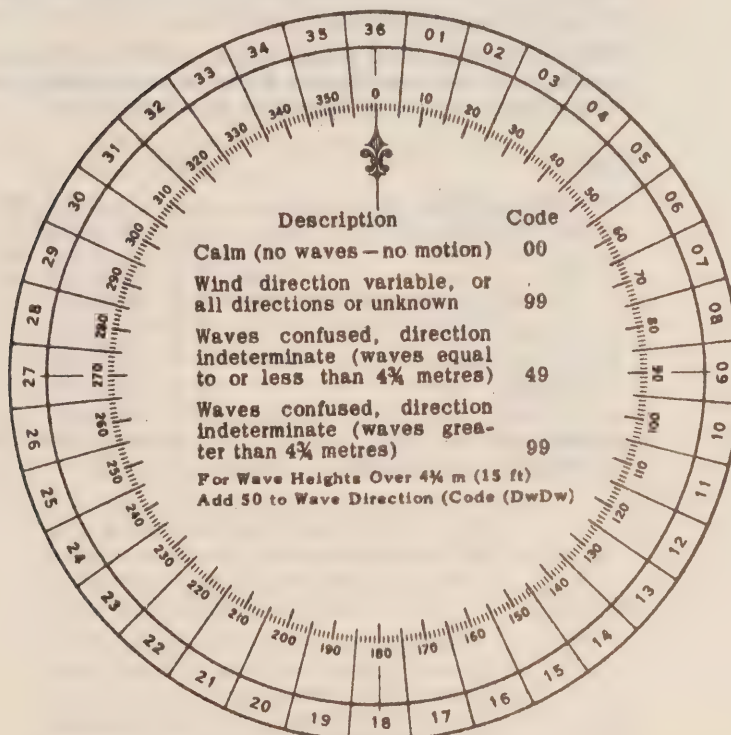 36 01 02 03 04 05 06 07 08 09 10 11 12 13 14 15 16 17 18 19 20 21 22 23 24 25 26 27 28 29 30 31 32 33 34 35
0 10 20 30 40 50 60 70 80 90 100 110 120 130 140 150 160 170 180 190 200 210 220 230 240 250 260 270 280 290 300 310 320 330 340 350
Description Code
Calm (no waves—no motion) 00
Wind direction variable, or
all directions or unknown 99
Waves confused, direction
indeterminate (waves equal
to or less than 4¾ metres) 49
Waves confused, direction
indeterminate (waves grea-
ter than 4¾ metres) 99
For Wave Heights Over 4¾ m (15 ft)
Add 50 to Wave Direction (Code (DwDw)